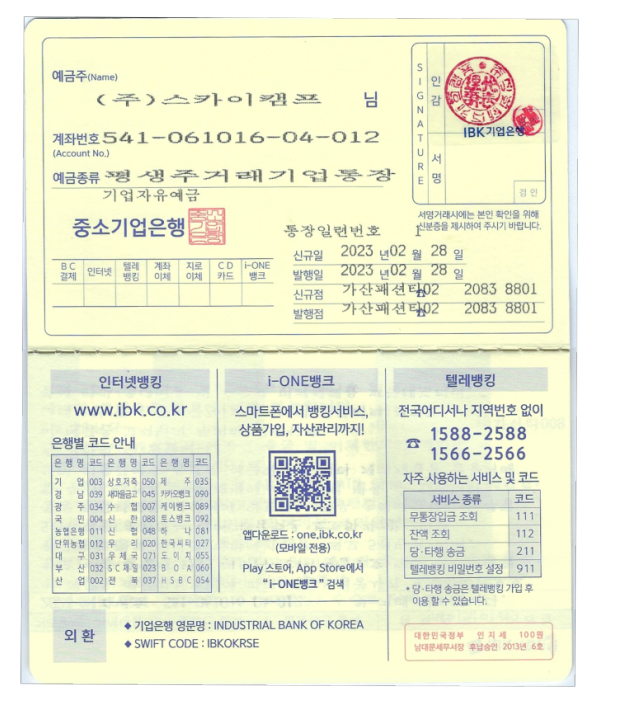 예금주(Name)
(주)스카이캠프 님
계좌번호 541-061016-04-012
(Account No.)
예금종류 평생주거래기업통장
기업자유예금
중소기업은행
SIGNATURE
인감
서명
IBK기업은행
검인
서명거래시에는 본인 확인을 위해
신분증을 제시하여 주시기 바랍니다.
통장일련번호 1
신규일 2023 년 02 월 28 일
발행일 2023 년 02 월 28 일
신규점 가산패션티☎02 2083 8801
발행점 가산패션티☎02 2083 8801
BC결제 인터넷 텔레뱅킹 계좌이체 지로이체 CD카드 i-ONE뱅크
인터넷뱅킹
www.ibk.co.kr
은행별 코드 안내
은행명 코드 은행명 코드 은행명 코드
기업 003 상호저축 050 제주 035
경남 039 새마을금고 045 카카오뱅크 090
광주 034 수협 007 케이뱅크 089
국민 004 신한 088 토스뱅크 092
농협은행 011 신협 048 하나 081
단위농협 012 우리 020 한국씨티 027
대구 031 우체국 071 도이치 055
부산 032 SC제일 023 BOA 060
산업 002 전북 037 HSBC 054
i-ONE뱅크
스마트폰에서 뱅킹서비스,
상품가입, 자산관리까지!
앱다운로드 : one.ibk.co.kr
(모바일 전용)
Play 스토어, App Store에서
"i-ONE뱅크" 검색
텔레뱅킹
전국어디서나 지역번호 없이
☎ 1588-2588
1566-2566
자주 사용하는 서비스 및 코드
서비스 종류 코드
무통장입금 조회 111
잔액 조회 112
당·타행 송금 211
텔레뱅킹 비밀번호 설정 911
* 당·타행 송금은 텔레뱅킹 가입 후
이용 할 수 있습니다.
외환
◆ 기업은행 영문명 : INDUSTRIAL BANK OF KOREA
◆ SWIFT CODE : IBKOKRSE
대한민국정부 인지세 100원
남대문세무서장 후납승인 2013년 6호